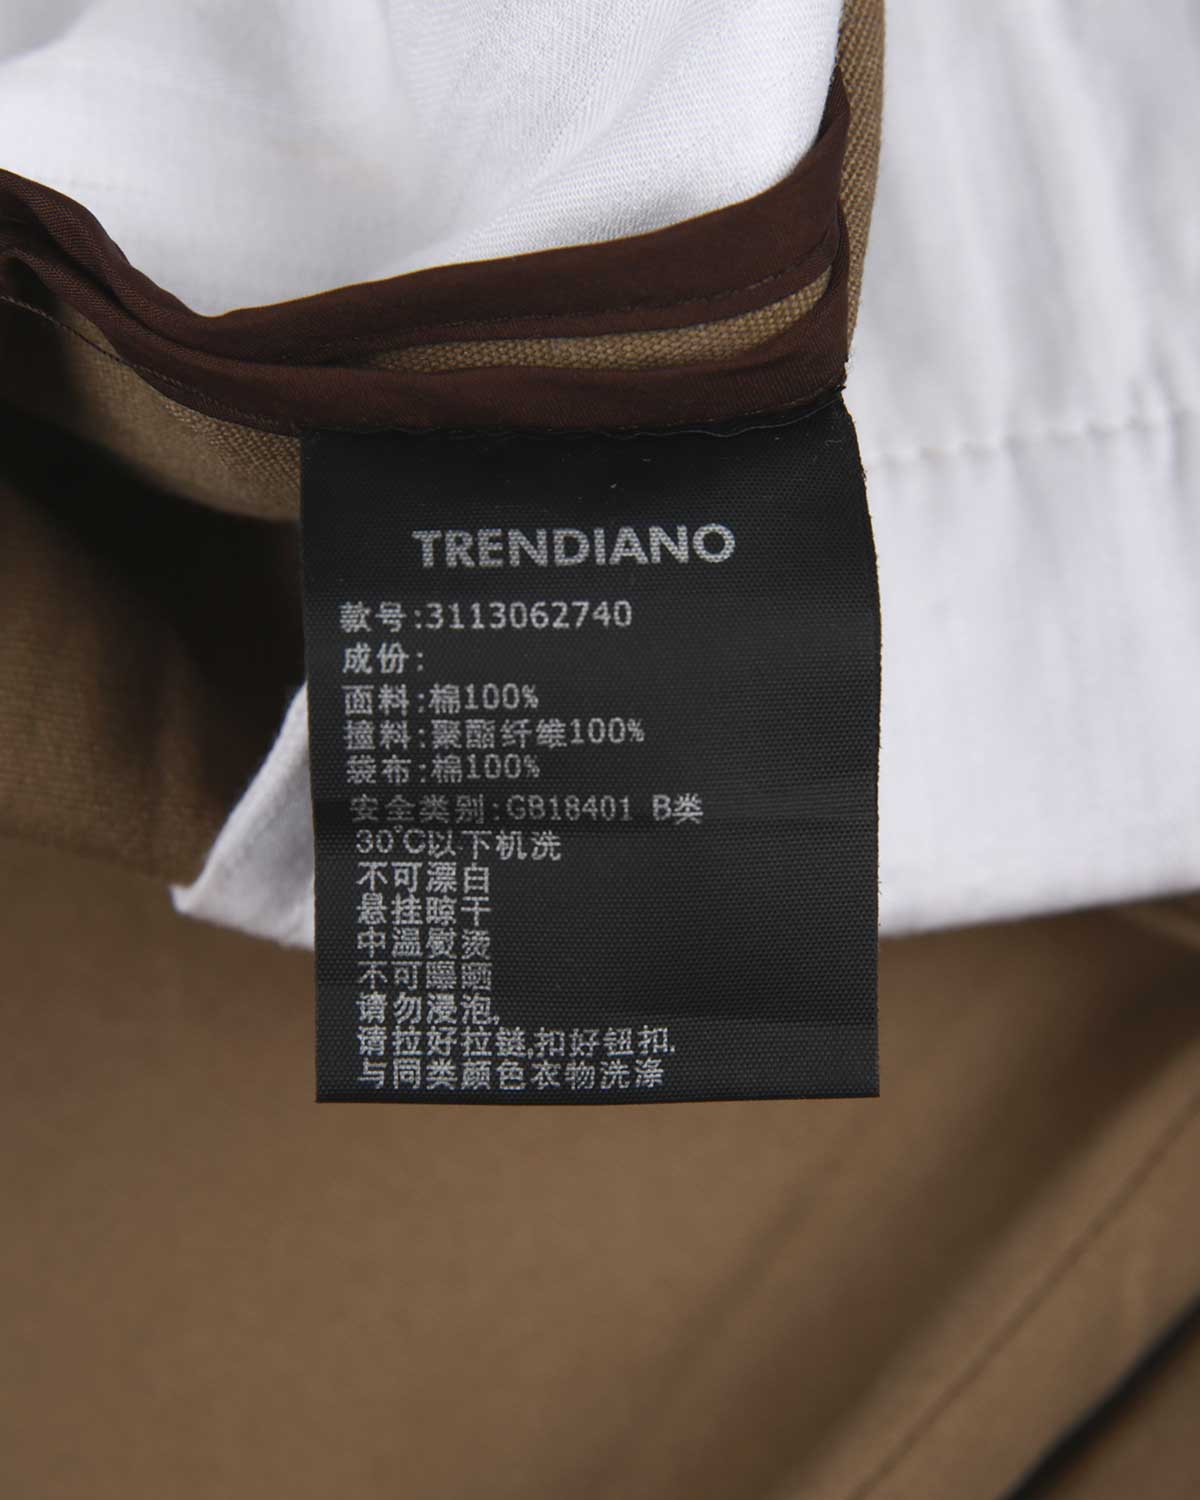 TRENDIANO
款号:3113062740
成份:
面料:棉100%
撞料:聚酯纤维100%
袋布:棉100%
安全类别:GB18401 B类
30℃以下机洗
不可漂白
悬挂晾干
中温熨烫
不可曝晒
请勿浸泡,
请拉好拉链,扣好钮扣.
与同类颜色衣物洗涤